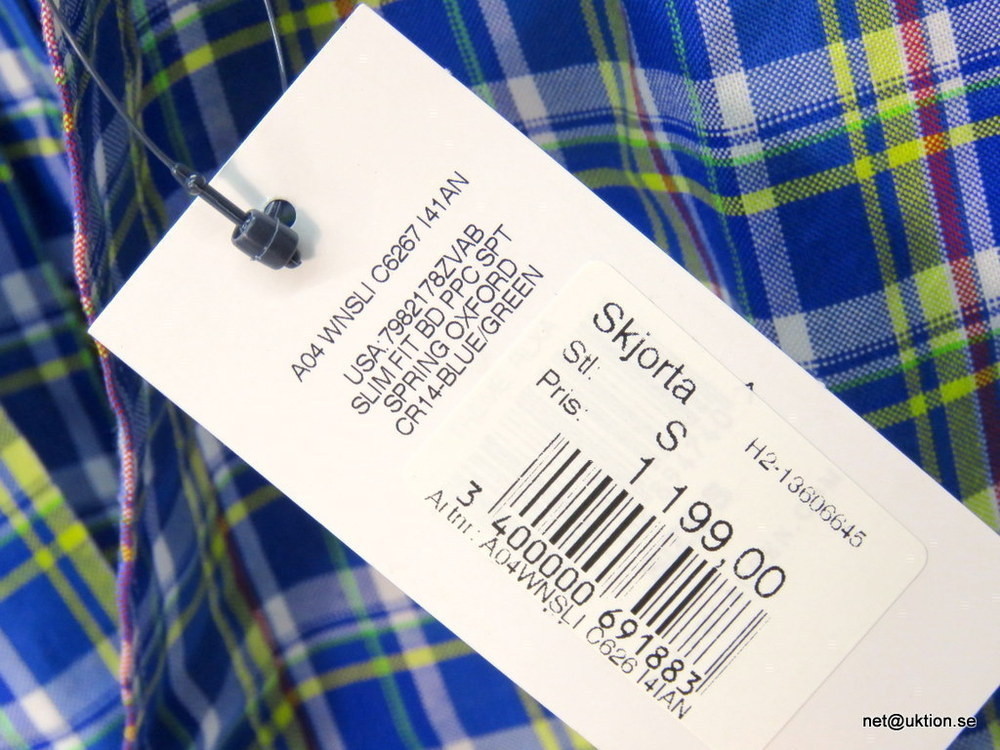 A04 WNSLI C6267 I41AN
USA:7982178ZVAB
SLIM FIT BD PPC SPT
SPRING OXFORD
CR14-BLUE/GREEN
Skjorta
Stl: S
Pris: 1 199,00
H2-13606645
3 400000 691883
Artnr: A04WNSLI C626 I4IAN
net@uktion.se